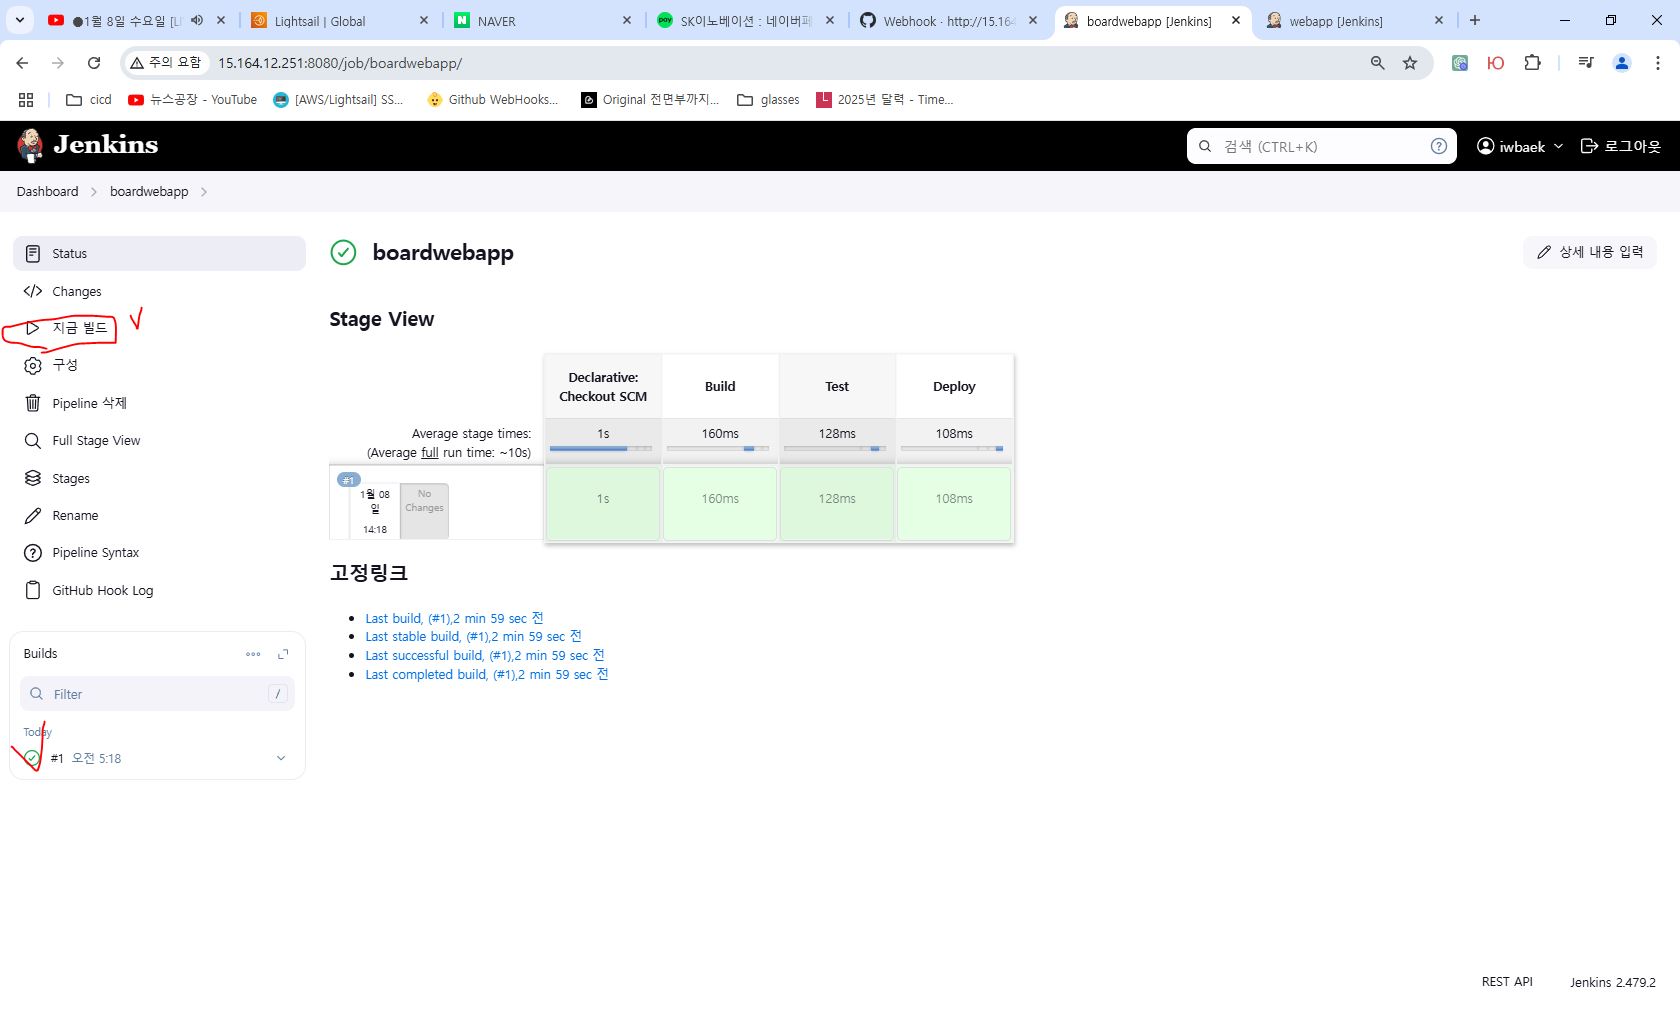 ●1월 8일 수요일 [L
Lightsail | Global
NAVER
SK이노베이션 : 네이버페
Webhook · http://15.164
boardwebapp [Jenkins]
webapp [Jenkins]
주의 요함
15.164.12.251:8080/job/boardwebapp/
cicd
뉴스공장 - YouTube
[AWS/Lightsail] SS...
Github WebHooks...
Original 전면부까지...
glasses
2025년 달력 - Time...
Jenkins
검색 (CTRL+K)
iwbaek
로그아웃
Dashboard
boardwebapp
Status
Changes
지금 빌드
구성
Pipeline 삭제
Full Stage View
Stages
Rename
Pipeline Syntax
GitHub Hook Log
Builds
Filter
/
Today
#1 오전 5:18
boardwebapp
상세 내용 입력
Stage View
Declarative:
Checkout SCM
Build
Test
Deploy
Average stage times:
(Average full run time: ~10s)
1s
160ms
128ms
108ms
#1
1월 08
일
14:18
No
Changes
1s
160ms
128ms
108ms
고정링크
Last build, (#1),2 min 59 sec 전
Last stable build, (#1),2 min 59 sec 전
Last successful build, (#1),2 min 59 sec 전
Last completed build, (#1),2 min 59 sec 전
REST API
Jenkins 2.479.2